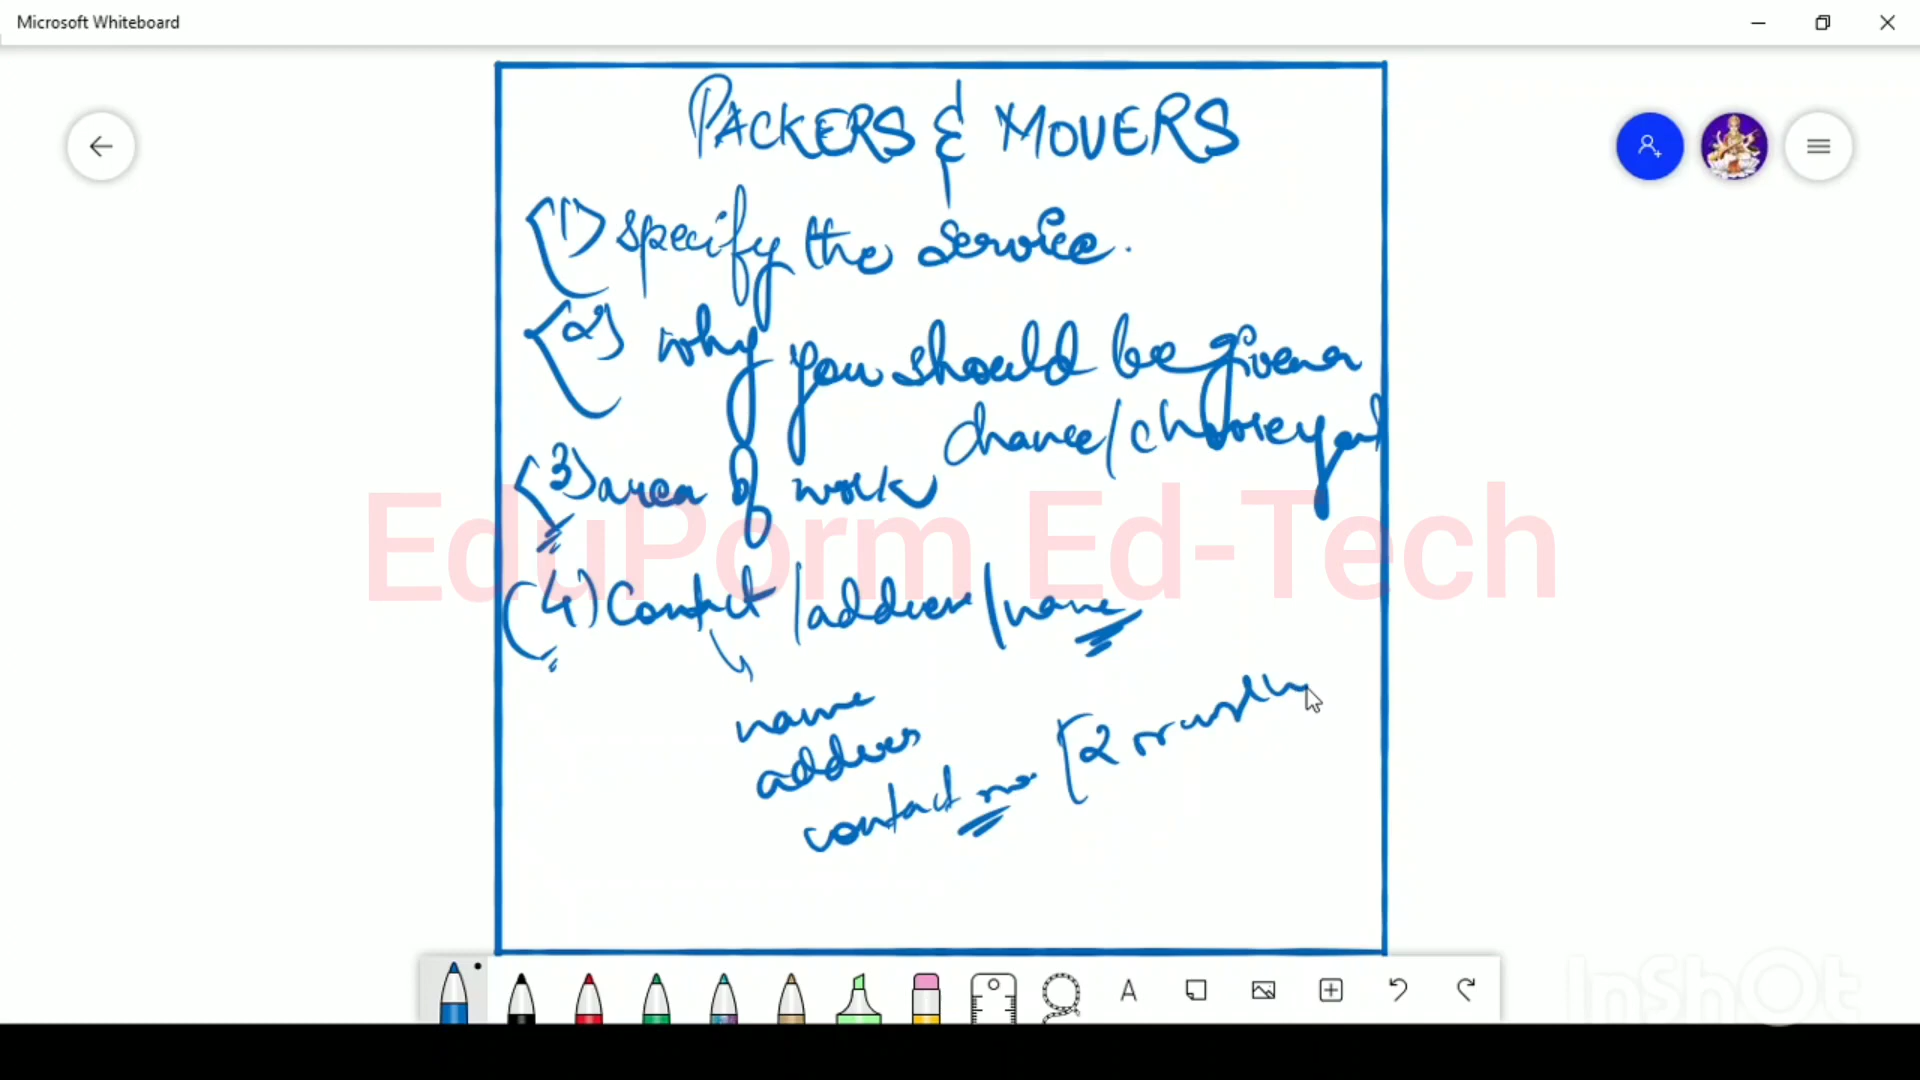 Microsoft Whiteboard
PACKERS & MOVERS
(1) specify the service.
(2) why you should be given a
chance/choose you
(3) area of work
EduPorm Ed-Tech
(4) Contact/address/name
name
address
contact no [2
InShOt